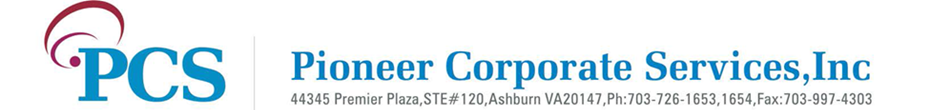 PCS
Pioneer Corporate Services,Inc
44345 Premier Plaza,STE#120,Ashburn VA20147,Ph:703-726-1653,1654,Fax:703-997-4303